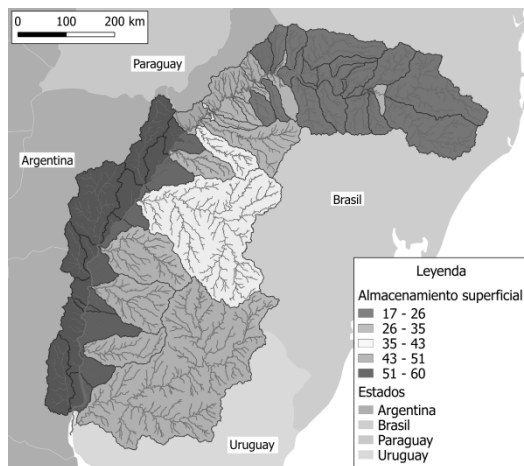 0 100 200 km
Paraguay
Argentina
Brasil
Uruguay
Leyenda
Almacenamiento superficial
17 - 26
26 - 35
35 - 43
43 - 51
51 - 60
Estados
Argentina
Brasil
Paraguay
Uruguay